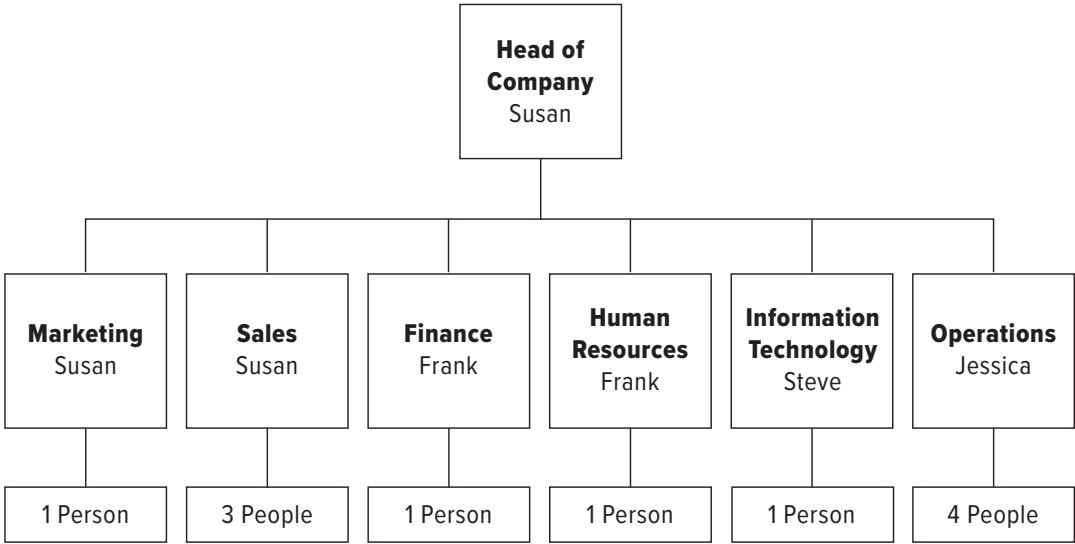 Head of
Company
Susan
Marketing
Susan
Sales
Susan
Finance
Frank
Human
Resources
Frank
Information
Technology
Steve
Operations
Jessica
1 Person
3 People
1 Person
1 Person
1 Person
4 People